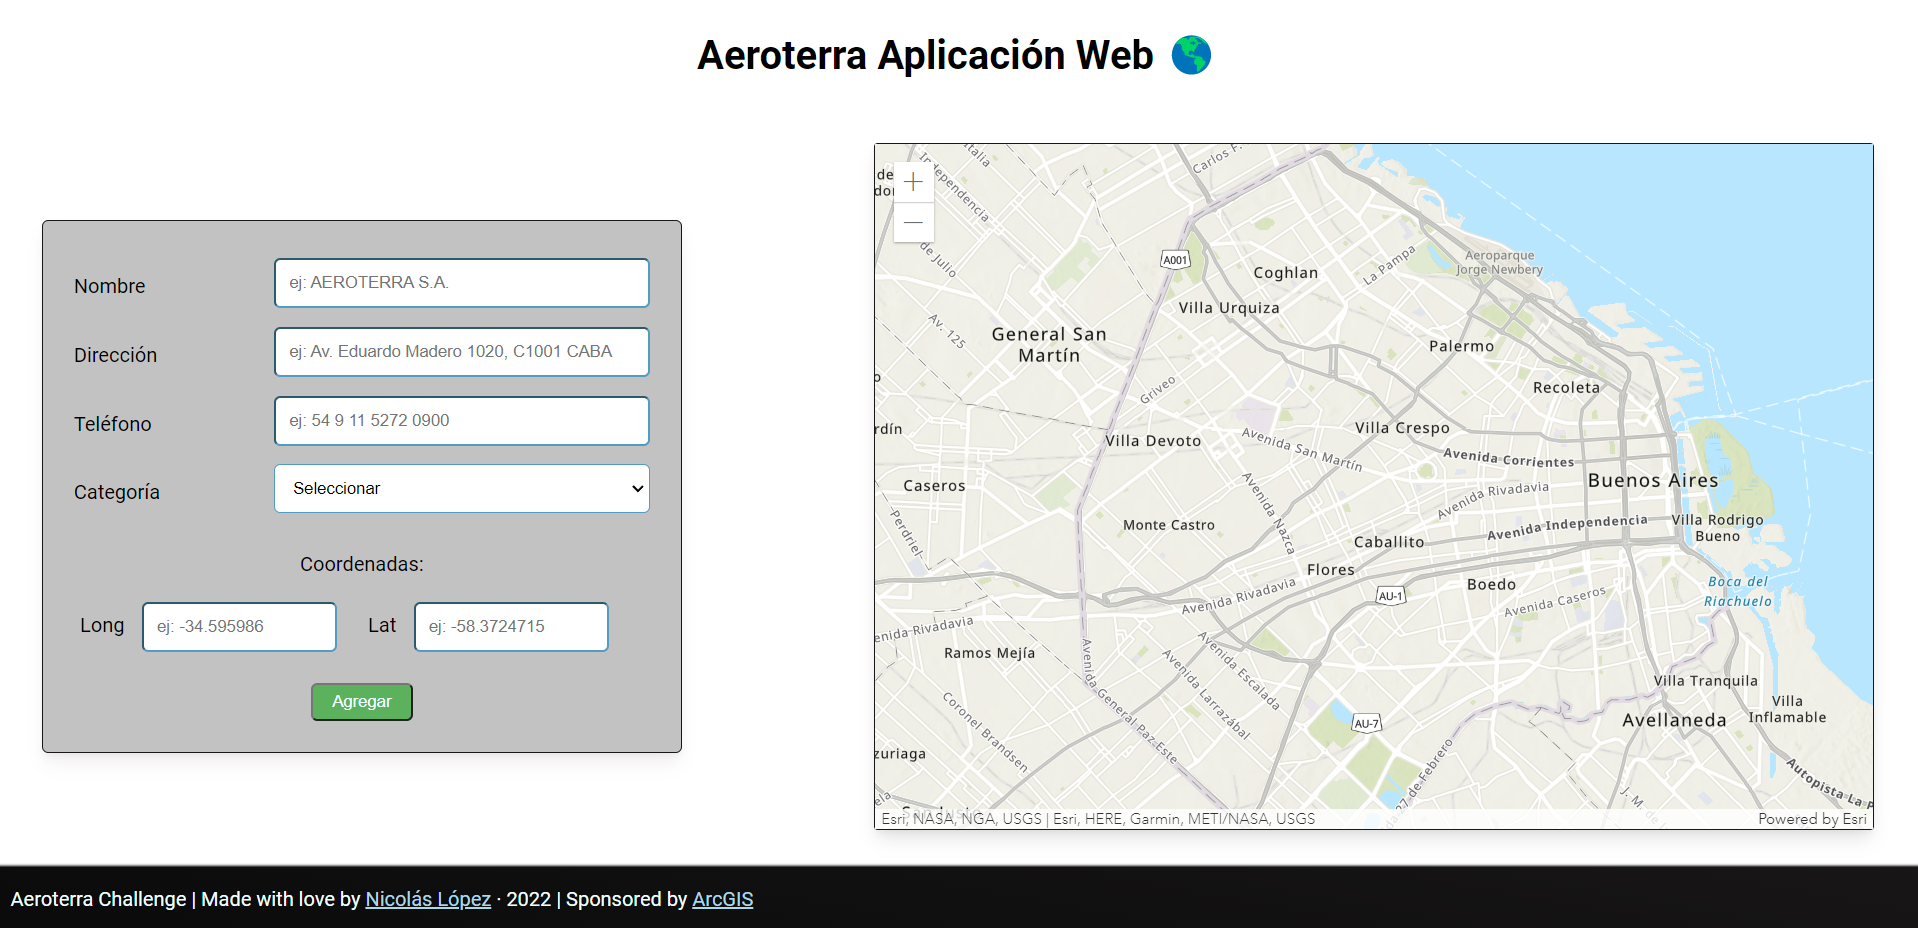 Aeroterra Aplicación Web
Nombre
ej: AEROTERRA S.A.
Dirección
ej: Av. Eduardo Madero 1020, C1001 CABA
Teléfono
ej: 54 9 11 5272 0900
Categoría
Seleccionar
Coordenadas:
Long
ej: -34.595986
Lat
ej: -58.3724715
Agregar
Italia
Carlos F.
de
Independencia
+
−
de Julio
A001
Coghlan
La Pampa
Aeroparque
Jorge Newbery
Villa Urquiza
Av. 125
General San
Martín
Palermo
Griveo
Recoleta
rdín
Villa Devoto
Avenida San Martín
Villa Crespo
Avenida Corrientes
Buenos Aires
Caseros
Avenida Nazca
Avenida Rivadavia
Perdriel
Monte Castro
Avenida Independencia
Villa Rodrigo
Bueno
Caballito
Flores
Boedo
Boca del
Riachuelo
AU-1
Avenida Rivadavia
Avenida Caseros
enida Rivadavia
Ramos Mejía
Avenida General Paz Este
Avenida Larrazábal
Avenida Escalada
Villa Tranquila
Coronel Brandsen
AU-7
Avellaneda
Villa
Inflamable
zuriaga
27 de Febrero
Autopista La P
J. M. de
Esri, NASA, NGA, USGS | Esri, HERE, Garmin, METI/NASA, USGS
Powered by Esri
Aeroterra Challenge | Made with love by Nicolás López · 2022 | Sponsored by ArcGIS